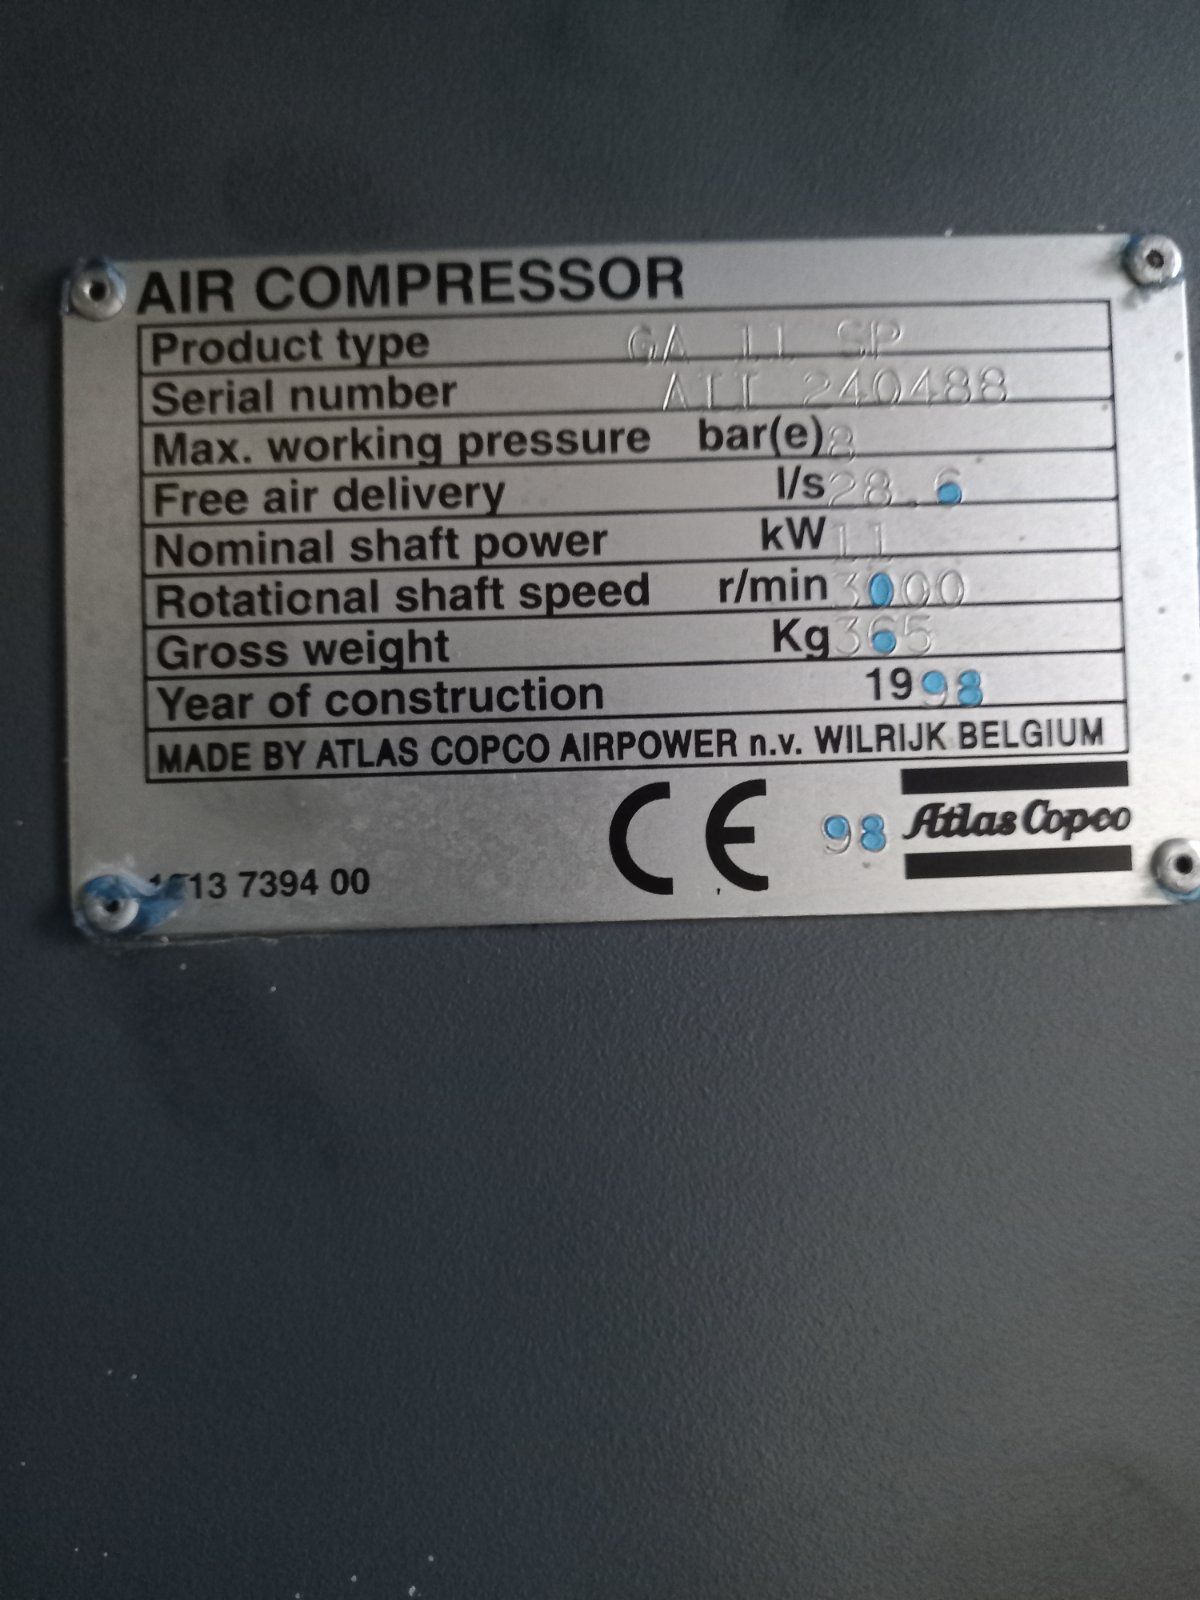 AIR COMPRESSOR
Product type GA 11 SP
Serial number AII 240488
Max. working pressure bar(e) 8
Free air delivery l/s 28.6
Nominal shaft power kW 11
Rotational shaft speed r/min 3000
Gross weight Kg 365
Year of construction 1998
MADE BY ATLAS COPCO AIRPOWER n.v. WILRIJK BELGIUM
CE 98 Atlas Copco
13 7394 00